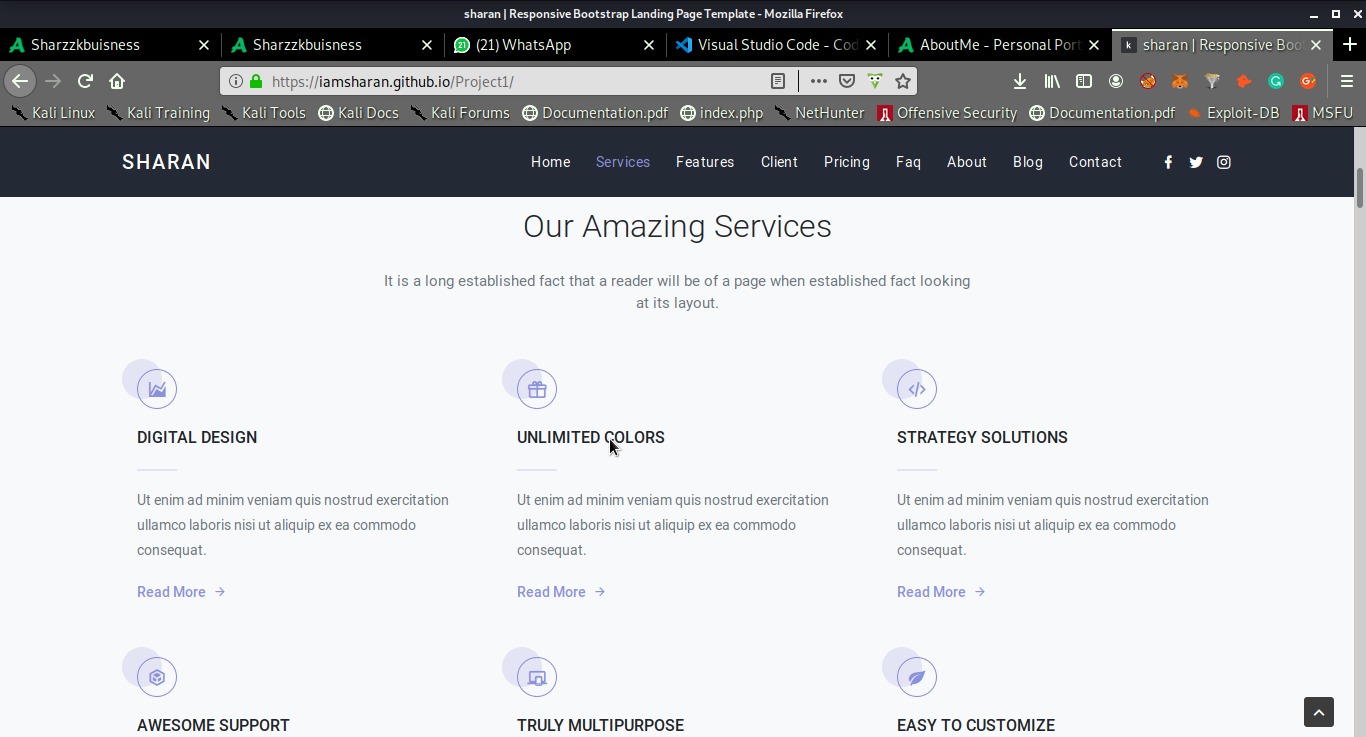 sharan | Responsive Bootstrap Landing Page Template - Mozilla Firefox
Sharzzkbuisness
Sharzzkbuisness
21
(21) WhatsApp
Visual Studio Code - Cod
AboutMe - Personal Port
k
sharan | Responsive Boo
https://iamsharan.github.io/Project1/
Kali Linux
Kali Training
Kali Tools
Kali Docs
Kali Forums
Documentation.pdf
index.php
NetHunter
Offensive Security
Documentation.pdf
Exploit-DB
MSFU
SHARAN
Home
Services
Features
Client
Pricing
Faq
About
Blog
Contact
Our Amazing Services
It is a long established fact that a reader will be of a page when established fact looking
at its layout.
DIGITAL DESIGN
Ut enim ad minim veniam quis nostrud exercitation
ullamco laboris nisi ut aliquip ex ea commodo
consequat.
Read More
UNLIMITED COLORS
Ut enim ad minim veniam quis nostrud exercitation
ullamco laboris nisi ut aliquip ex ea commodo
consequat.
Read More
STRATEGY SOLUTIONS
Ut enim ad minim veniam quis nostrud exercitation
ullamco laboris nisi ut aliquip ex ea commodo
consequat.
Read More
AWESOME SUPPORT
TRULY MULTIPURPOSE
EASY TO CUSTOMIZE